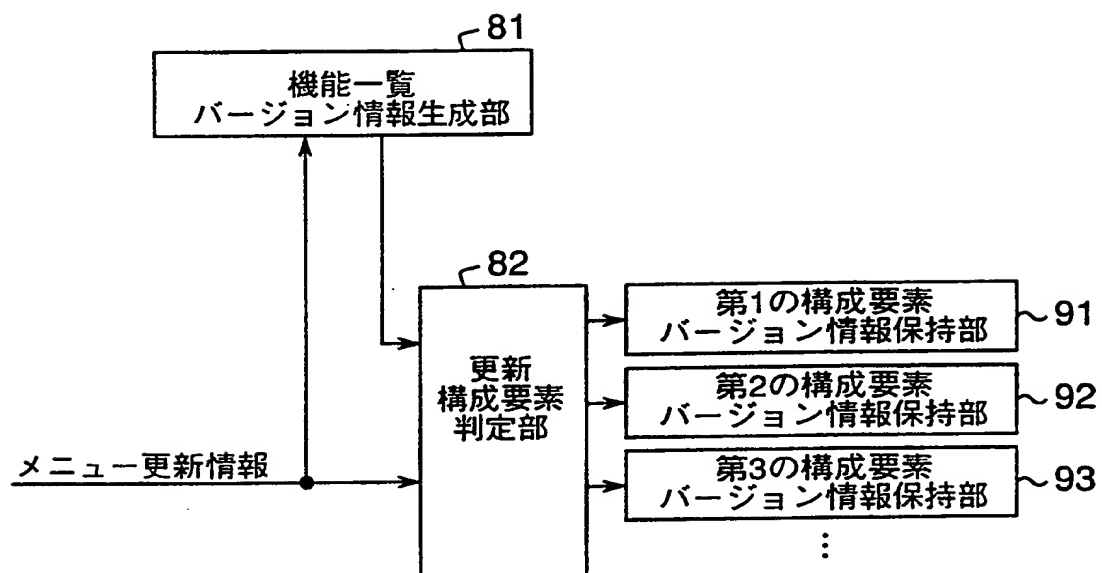 81
機能一覧
バージョン情報生成部
82
更新
構成要素
判定部
メニュー更新情報
第1の構成要素
バージョン情報保持部
91
第2の構成要素
バージョン情報保持部
92
第3の構成要素
バージョン情報保持部
93
⋮